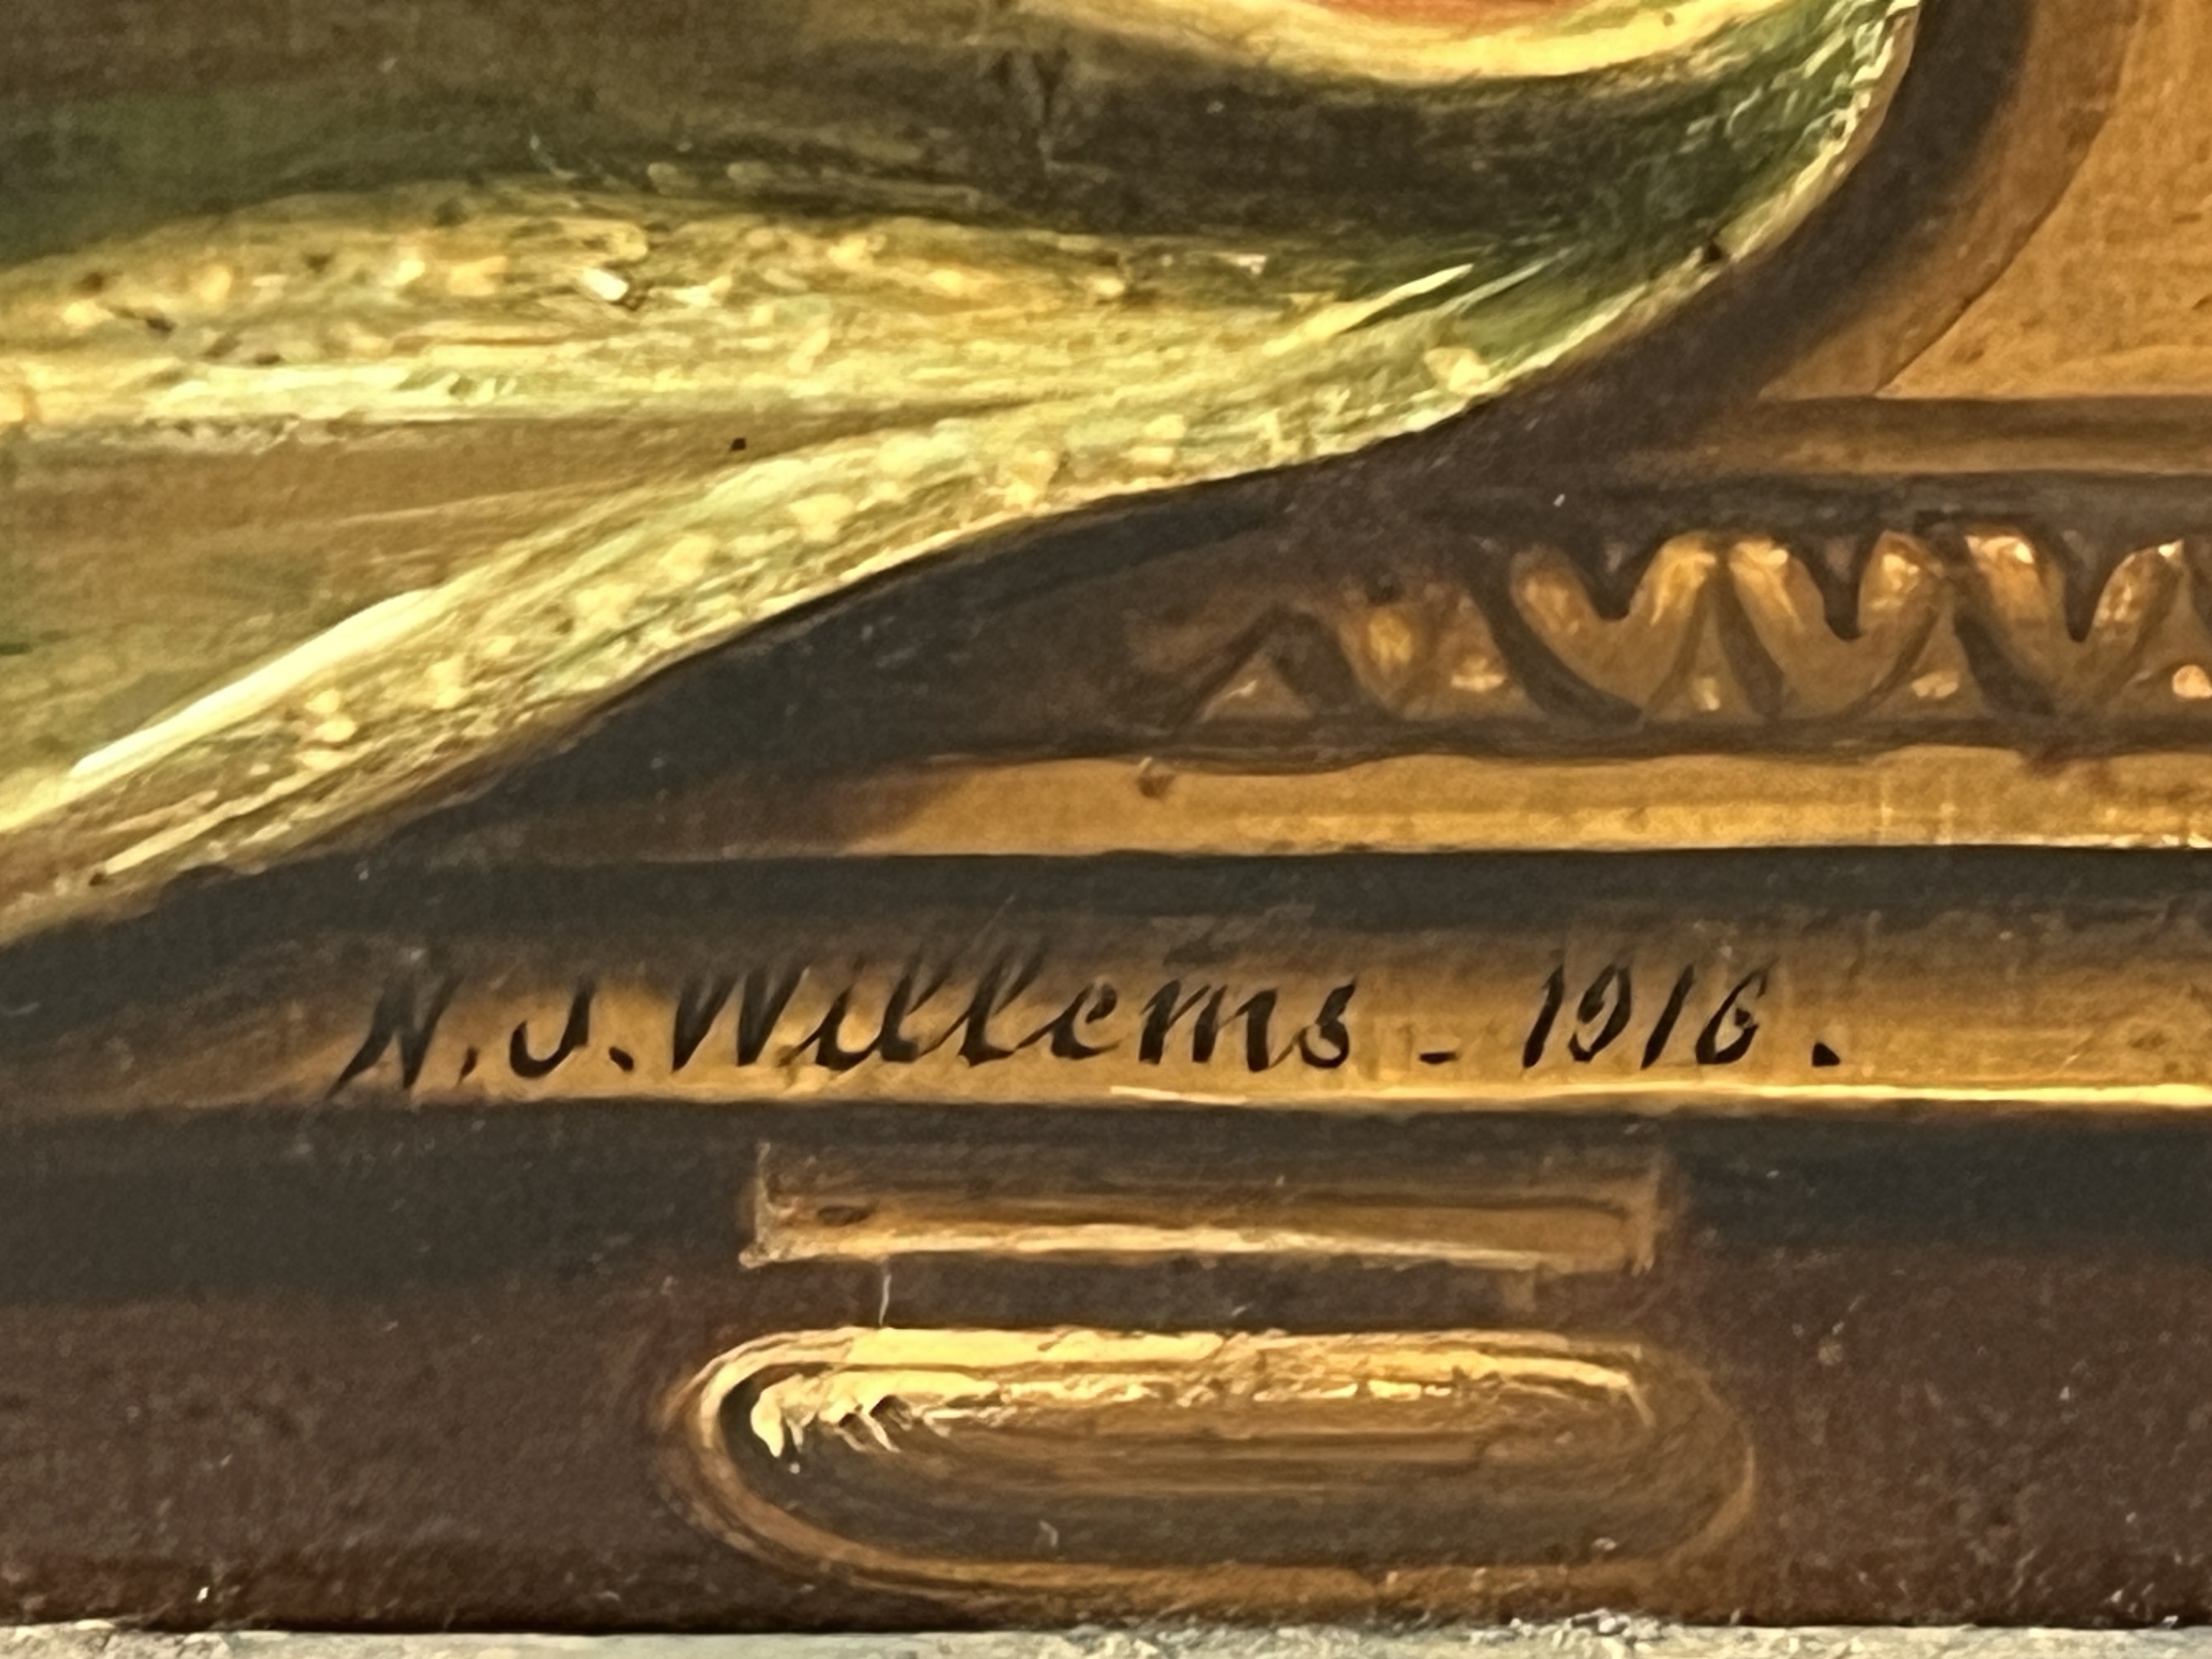 N. J. Willems - 1916.